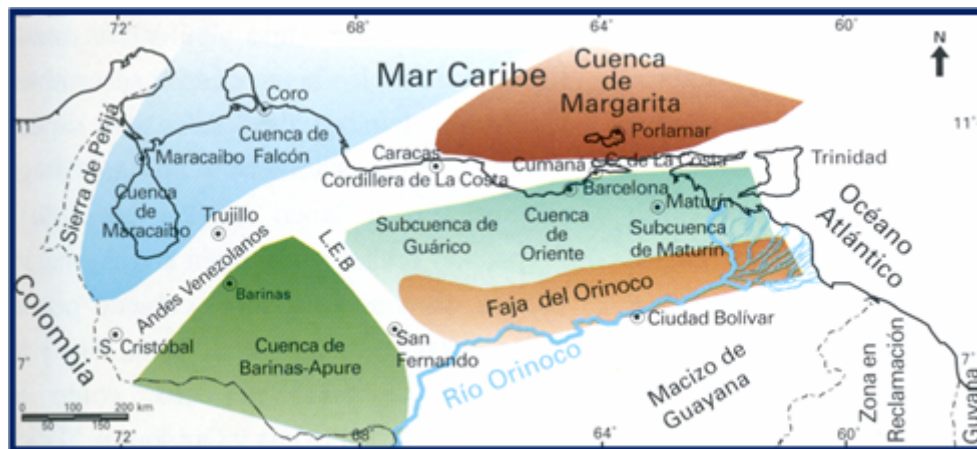 72
68
64
60
N
11
11
Mar Caribe
Cuenca
de
Margarita
Porlamar
Coro
Cuenca de
Falcón
Maracaibo
Cuenca
de
Maracaibo
Sierra de Perijá
Caracas
Cordillera de La Costa
Cumaná
C. de La Costa
Trinidad
Barcelona
Maturín
Océano
Atlántico
Trujillo
Subcuenca de
Guárico
Cuenca
de
Oriente
Subcuenca
de Maturín
L.E.B
Andes Venezolanos
Barinas
Faja del Orinoco
Colombia
S. Cristóbal
Cuenca de
Barinas-Apure
San
Fernando
Ciudad Bolívar
Río Orinoco
Macizo de
Guayana
Zona en
Reclamación
Guyana
7
7
0 100 200 km
50 150
72
68
64
60